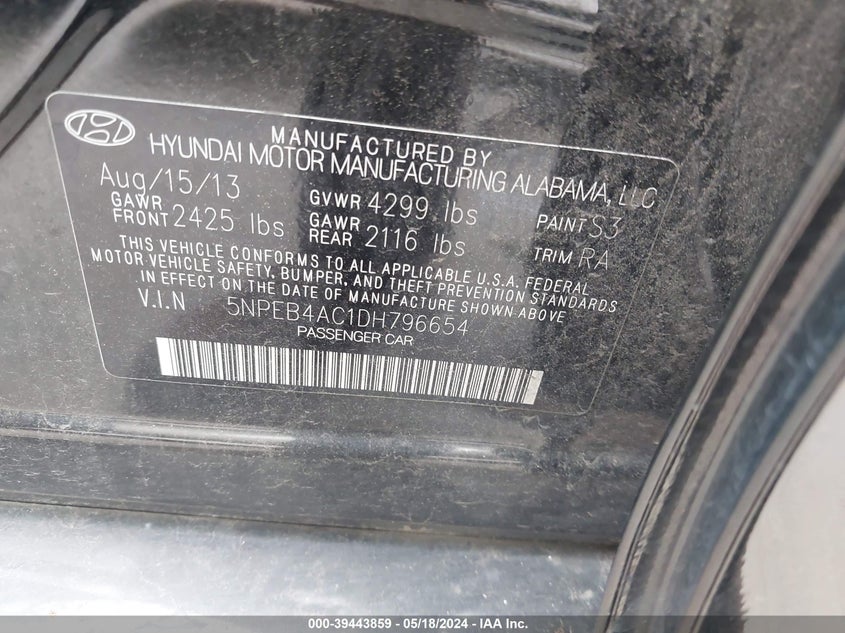 MANUFACTURED BY
HYUNDAI MOTOR MANUFACTURING ALABAMA, LLC
Aug/15/13 GVWR 4299 lbs PAINT S3
GAWR FRONT 2425 lbs GAWR REAR 2116 lbs TRIM RA
THIS VEHICLE CONFORMS TO ALL APPLICABLE U.S.A. FEDERAL
MOTOR VEHICLE SAFETY, BUMPER, AND THEFT PREVENTION STANDARDS
IN EFFECT ON THE DATE OF MANUFACTURE SHOWN ABOVE
V.I.N 5NPEB4AC1DH796654
PASSENGER CAR
000-39443859 - 05/18/2024 - IAA Inc.